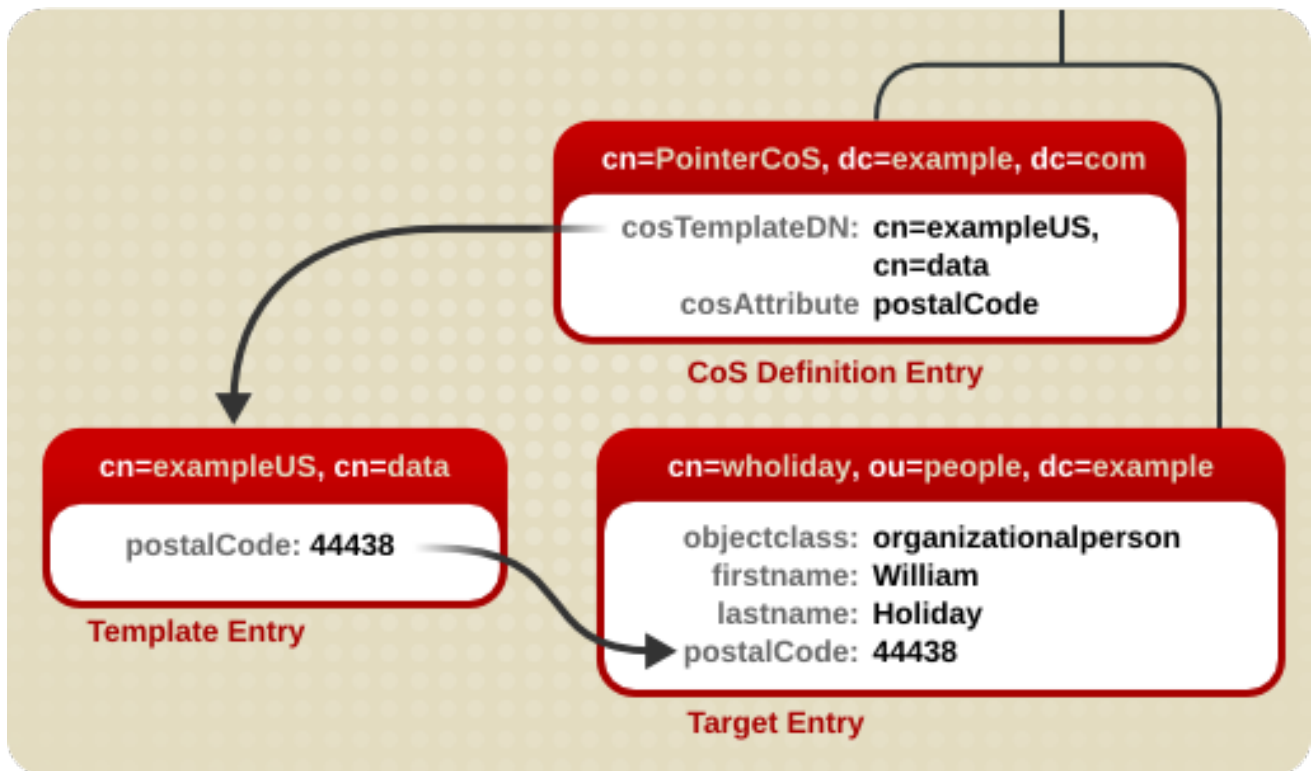 cn=PointerCoS, dc=example, dc=com
cosTemplateDN: cn=exampleUS,
cn=data
cosAttribute postalCode
CoS Definition Entry
cn=exampleUS, cn=data
postalCode: 44438
Template Entry
cn=wholiday, ou=people, dc=example
objectclass: organizationalperson
firstname: William
lastname: Holiday
postalCode: 44438
Target Entry